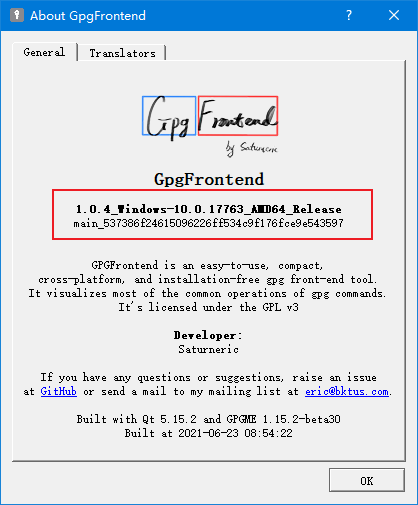 About GpgFrontend
General Translators
Gpg Frontend
by Saturneric
GpgFrontend
1.0.4_Windows-10.0.17763_AMD64_Release
main_537386f24615096226ff534c9f176fce9e543597
GPGFrontend is an easy-to-use, compact,
cross-platform, and installation-free gpg front-end tool.
It visualizes most of the common operations of gpg commands.
It's licensed under the GPL v3
Developer:
Saturneric
If you have any questions or suggestions, raise an issue
at GitHub or send a mail to my mailing list at eric@bktus.com.
Built with Qt 5.15.2 and GPGME 1.15.2-beta30
Built at 2021-06-23 08:54:22
OK